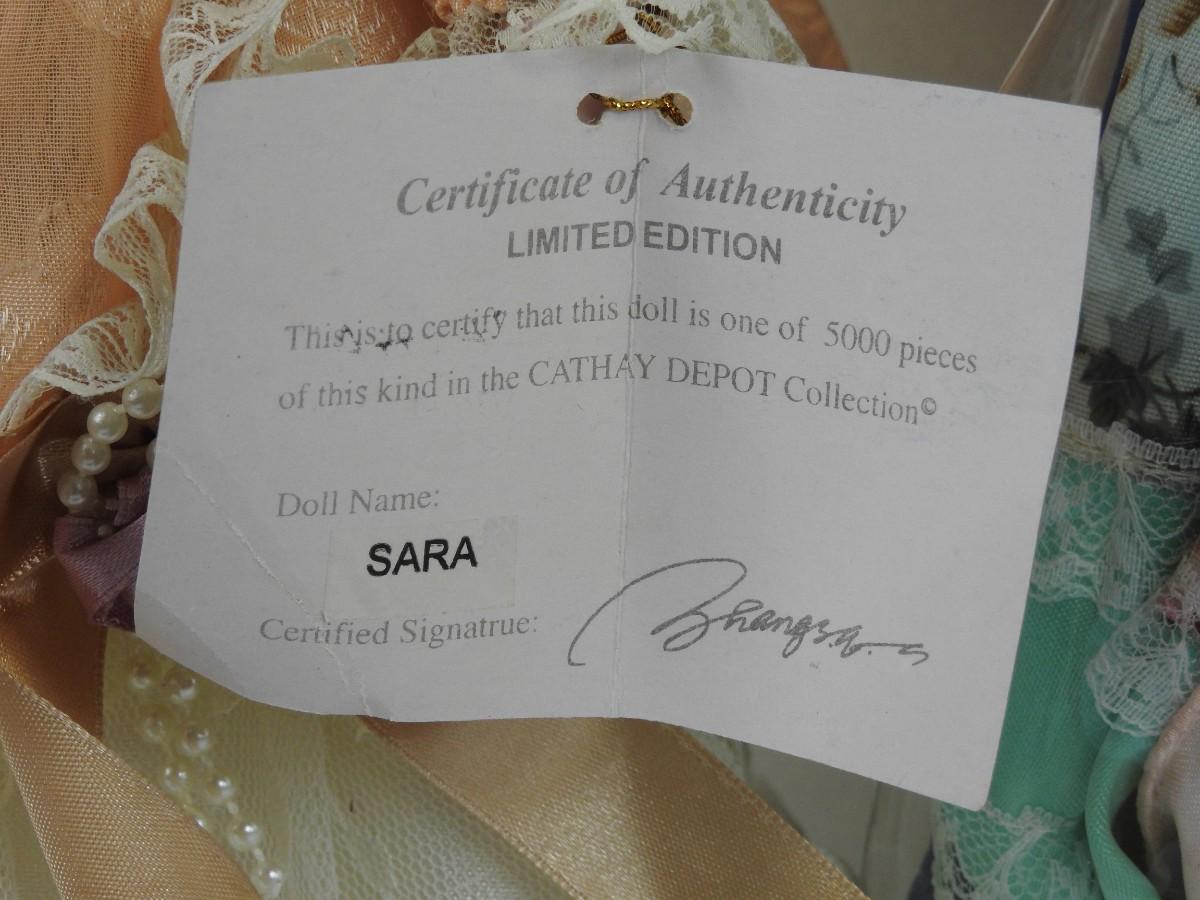 Certificate of Authenticity
LIMITED EDITION
This is to certify that this doll is one of 5000 pieces
of this kind in the CATHAY DEPOT Collection©
Doll Name:
SARA
Certified Signatrue: